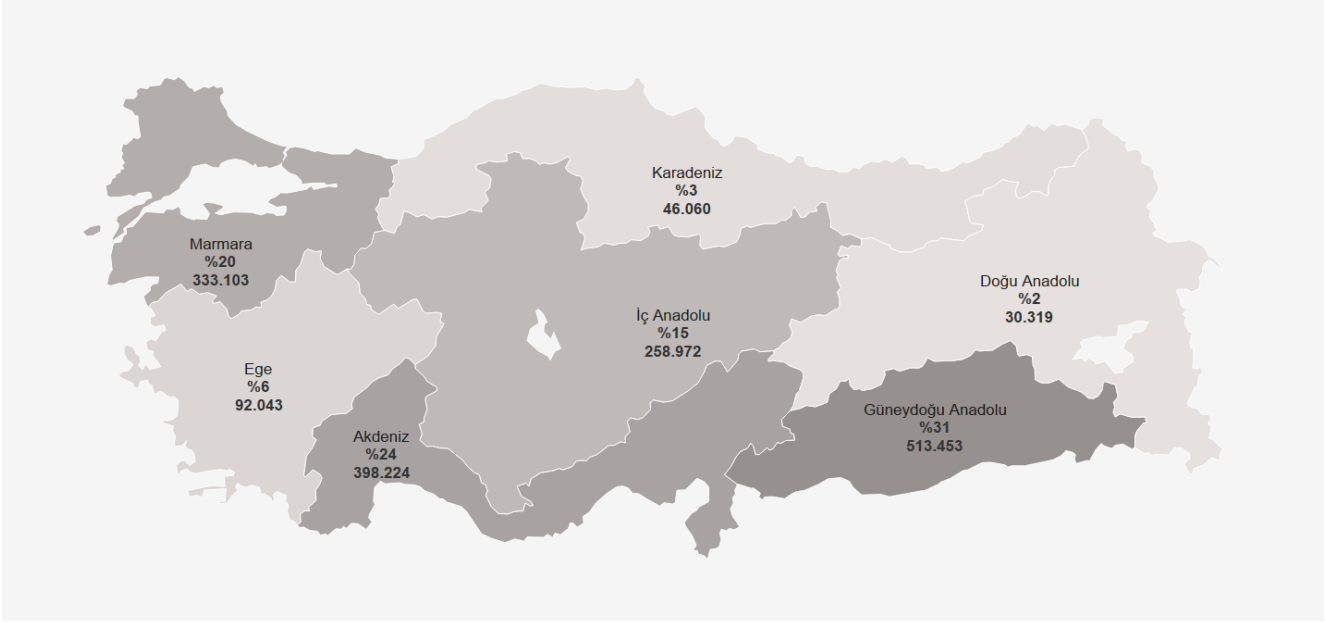 Karadeniz
%3
46.060
Marmara
%20
333.103
Doğu Anadolu
%2
30.319
İç Anadolu
%15
258.972
Ege
%6
92.043
Güneydoğu Anadolu
%31
513.453
Akdeniz
%24
398.224